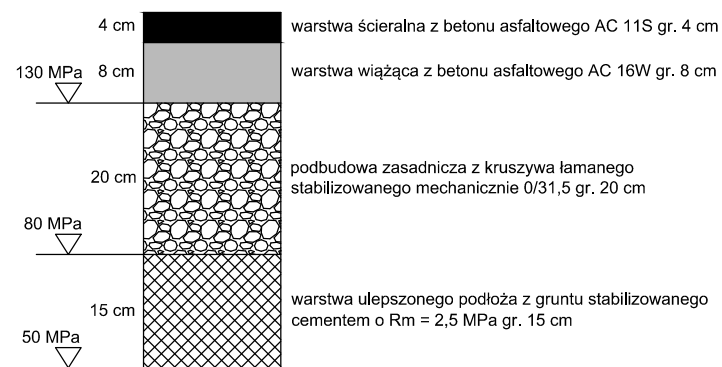 4 cm warstwa ścieralna z betonu asfaltowego AC 11S gr. 4 cm
130 MPa 8 cm warstwa wiążąca z betonu asfaltowego AC 16W gr. 8 cm
20 cm podbudowa zasadnicza z kruszywa łamanego
stabilizowanego mechanicznie 0/31,5 gr. 20 cm
80 MPa
15 cm warstwa ulepszonego podłoża z gruntu stabilizowanego
cementem o Rm = 2,5 MPa gr. 15 cm
50 MPa